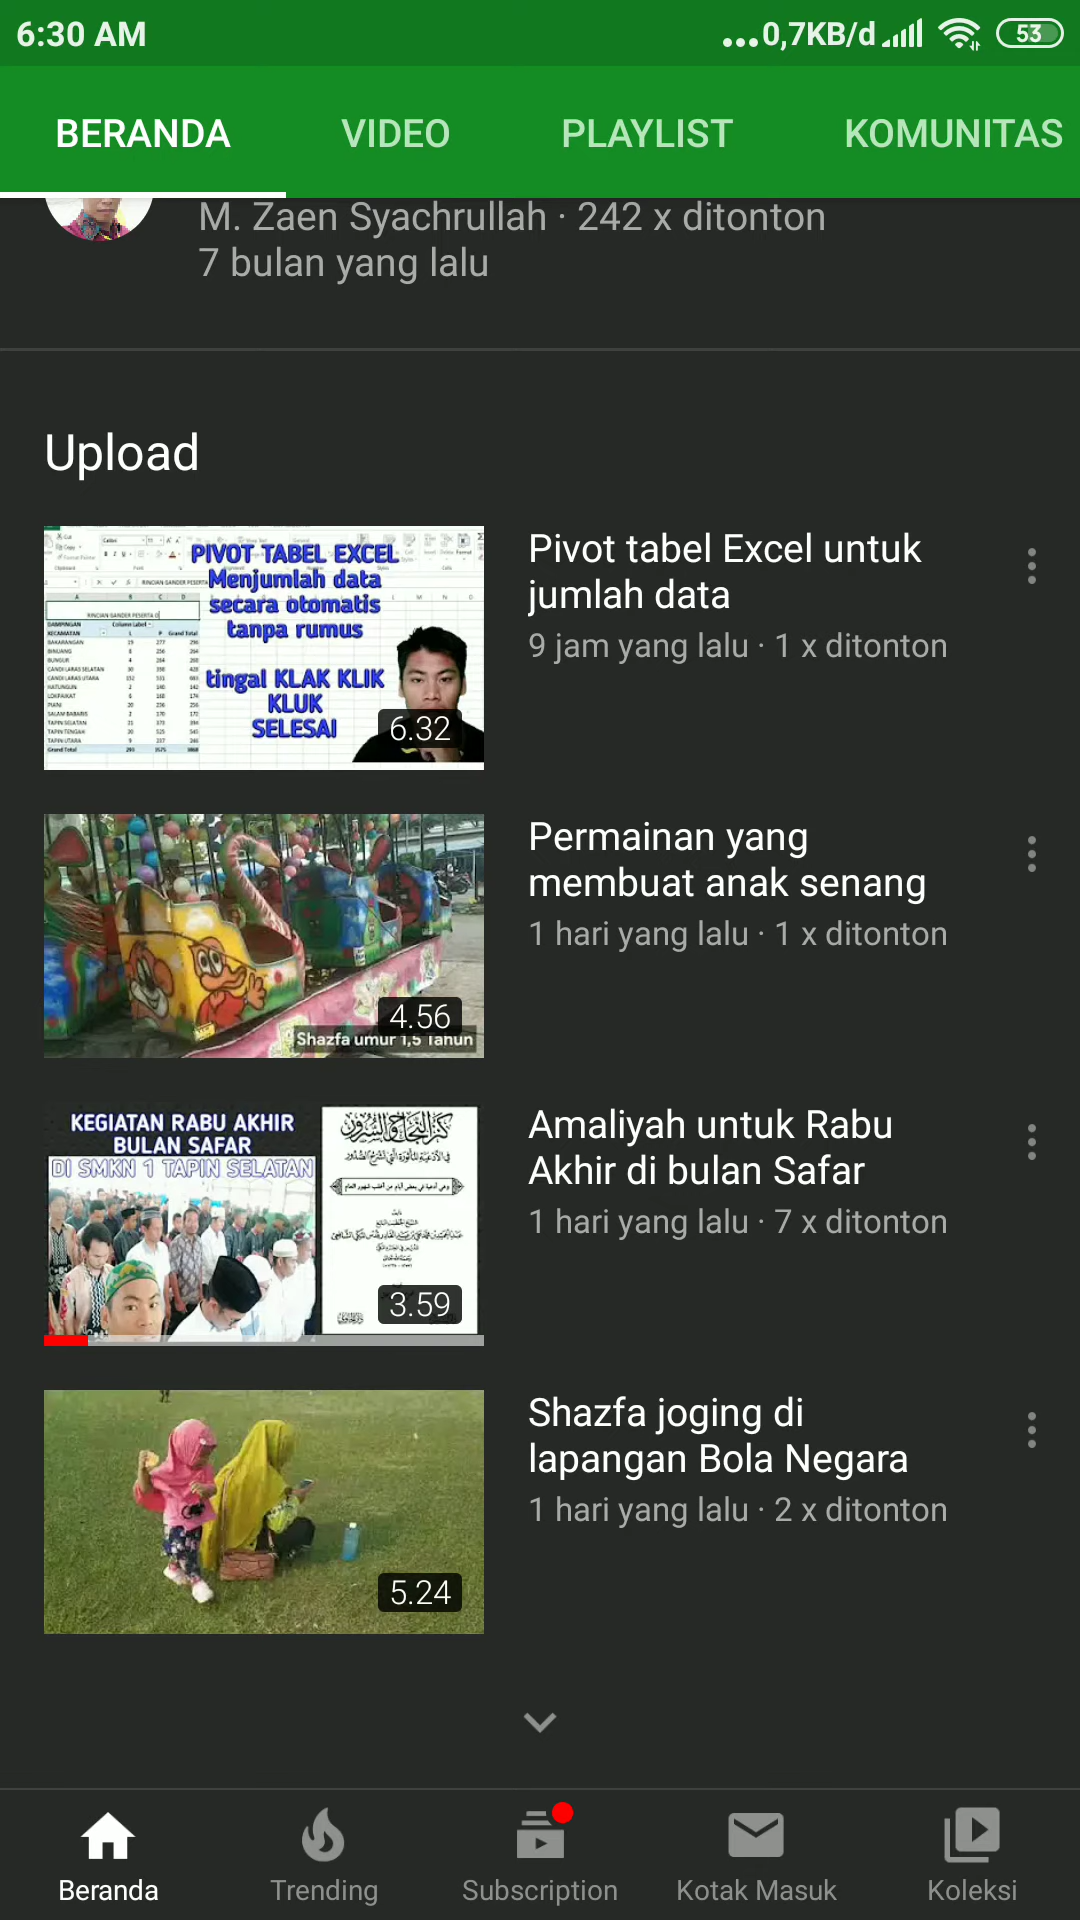 6:30 AM
...0,7KB/d
53
BERANDA
VIDEO
PLAYLIST
KOMUNITAS
M. Zaen Syachrullah · 242 x ditonton
7 bulan yang lalu
Upload
PIVOT TABEL EXCEL
Menjumlah data
secara otomatis
tanpa rumus
tingal KLAK KLIK
KLUK
SELESAI
6.32
Pivot tabel Excel untuk
jumlah data
9 jam yang lalu · 1 x ditonton
4.56
Shazfa umur 1,5 Tahun
Permainan yang
membuat anak senang
1 hari yang lalu · 1 x ditonton
KEGIATAN RABU AKHIR
BULAN SAFAR
DI SMKN 1 TAPIN SELATAN
كنز النجاح والسرور
3.59
Amaliyah untuk Rabu
Akhir di bulan Safar
1 hari yang lalu · 7 x ditonton
5.24
Shazfa joging di
lapangan Bola Negara
1 hari yang lalu · 2 x ditonton
Beranda
Trending
Subscription
Kotak Masuk
Koleksi